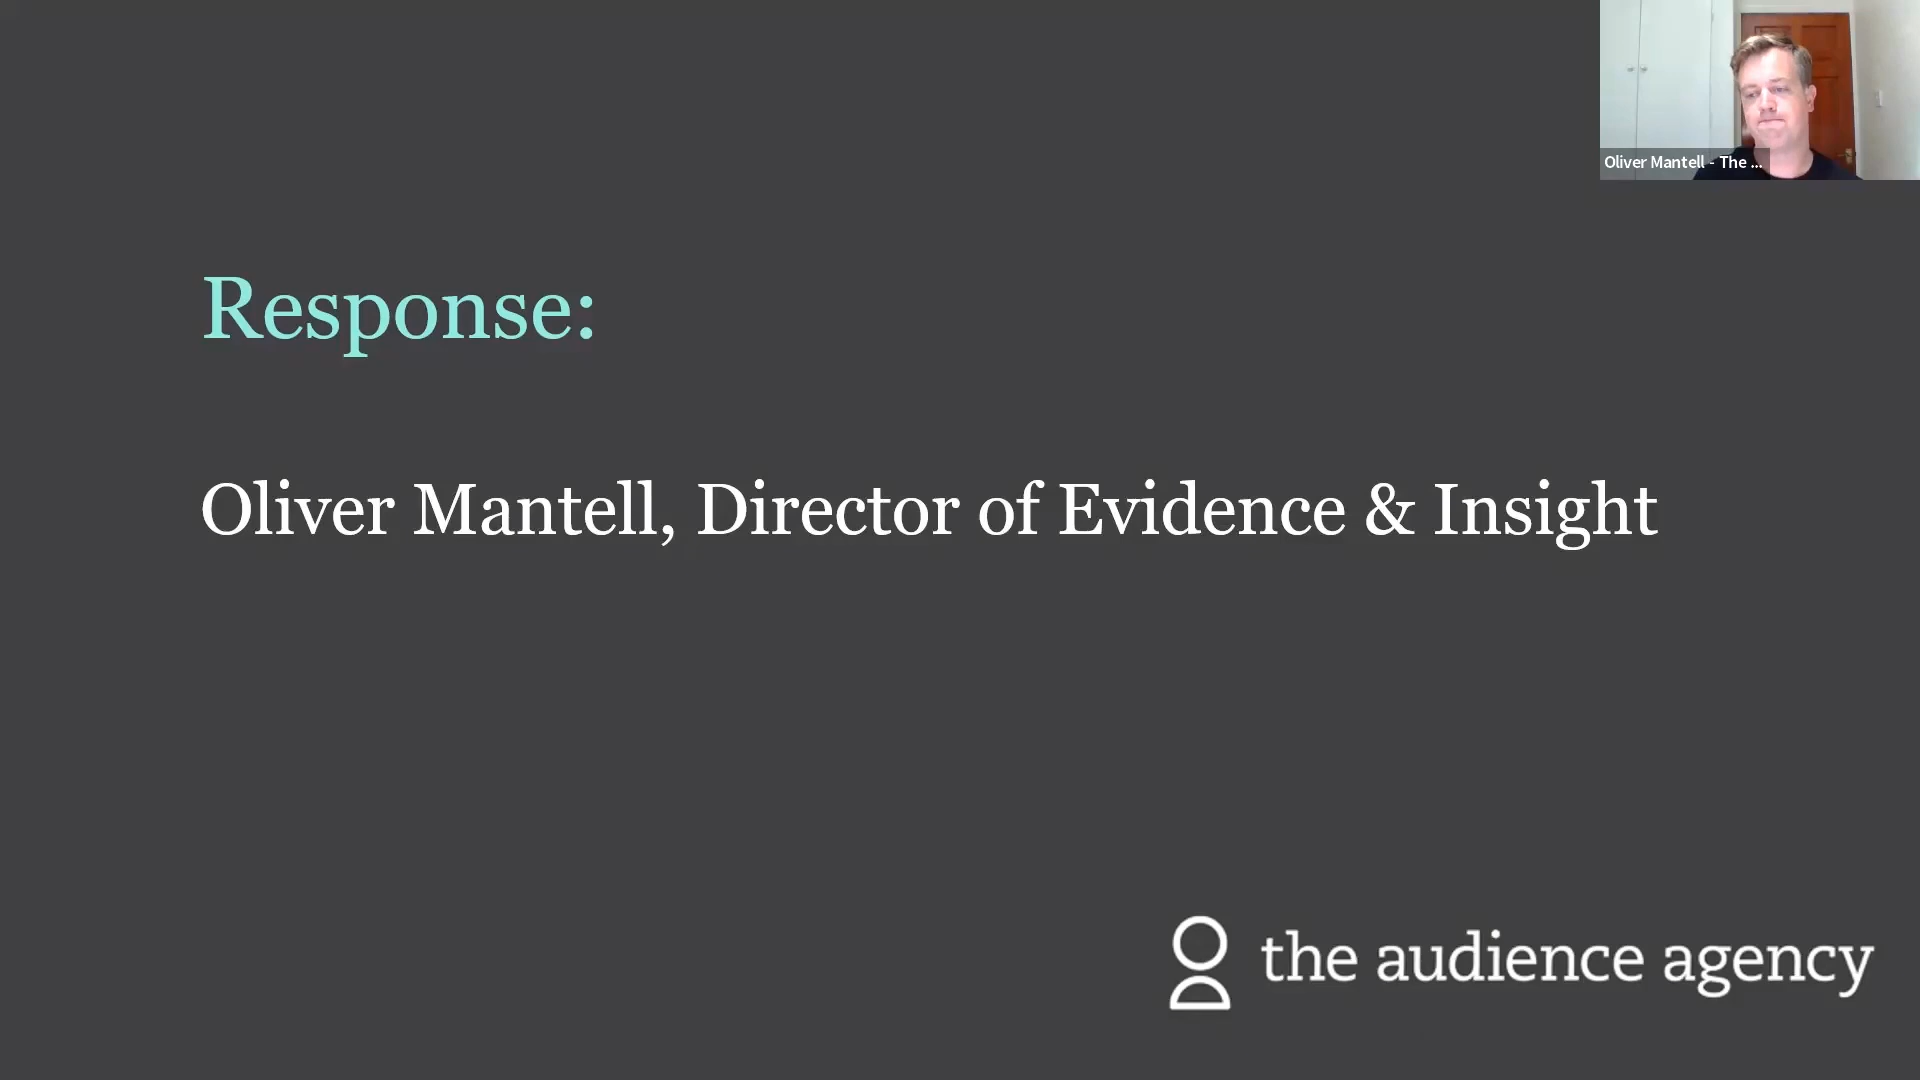 Oliver Mantell - The ...
Response:
Oliver Mantell, Director of Evidence & Insight
the audience agency